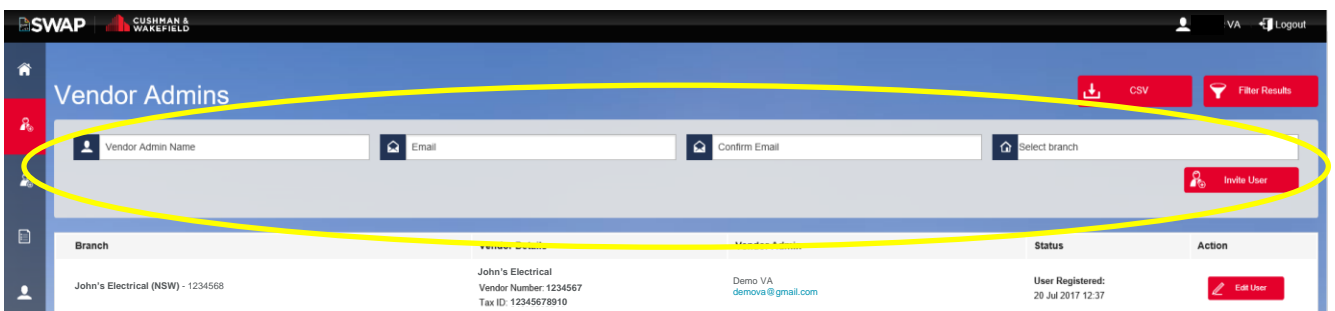 SWAP CUSHMAN & WAKEFIELD VA Logout
Vendor Admins CSV Filter Results
Vendor Admin Name Email Confirm Email Select branch
Invite User
Branch Vendor Details Vendor Admin Status Action
John's Electrical (NSW) - 1234568
John's Electrical
Vendor Number: 1234567
Tax ID: 12345678910
Demo VA
demova@gmail.com
User Registered:
20 Jul 2017 12:37
Edit User